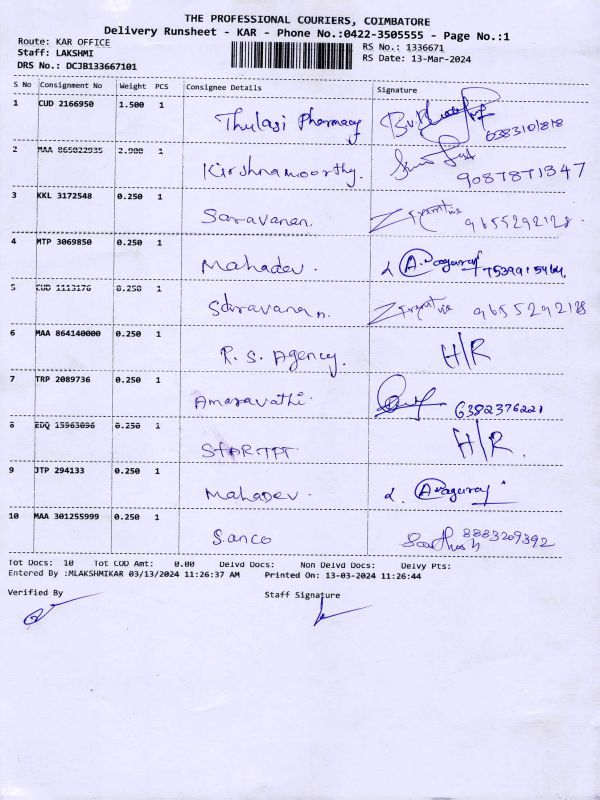 THE PROFESSIONAL COURIERS, COIMBATORE
Delivery Runsheet - KAR - Phone No.:0422-3505555 - Page No.:1
Route: KAR OFFICE
Staff: LAKSHMI
DRS No.: DCJB133667101
RS No.: 1336671
RS Date: 13-Mar-2024
S No Consignment No Weight PCS Consignee Details Signature
1 CUD 2166950 1.500 1 Thulasi Pharmacy
2 MAA 865022935 2.900 1 Kirshnamoorthy. 9087871347
3 KKL 3172548 0.250 1 Saravanan. 9655292128.
4 MTP 3069850 0.250 1 Mahadev.
5 CUD 1113176 0.250 1 Saravanan. 9655292128
6 MAA 864140000 0.250 1 R. S. Agency. H/R
7 TRP 2089736 0.250 1 Amaravathi. 6382376221
8 EDQ 15963096 0.250 1 H/R.
9 JTP 294133 0.250 1 Mahadev.
10 MAA 301255999 0.250 1 Sanco 8883209392
Tot Docs: 10 Tot COD Amt: 0.00 Delvd Docs: Non Delvd Docs: Delvy Pts:
Entered By :MLAKSHMIKAR 03/13/2024 11:26:37 AM Printed On: 13-03-2024 11:26:44
Verified By
Staff Signature